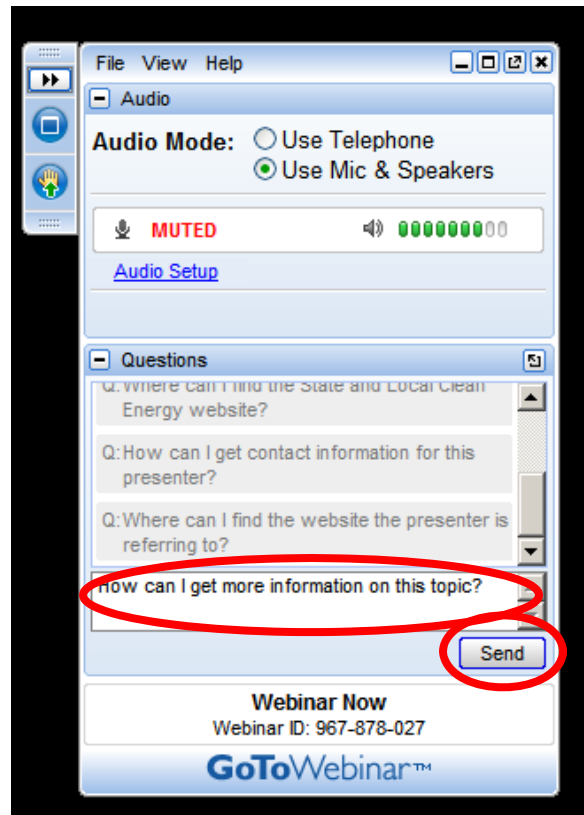 File View Help
Audio
Audio Mode: Use Telephone
Use Mic & Speakers
MUTED
Audio Setup
Questions
Q:Where can I find the State and Local Clean
Energy website?
Q:How can I get contact information for this
presenter?
Q:Where can I find the website the presenter is
referring to?
How can I get more information on this topic?
Send
Webinar Now
Webinar ID: 967-878-027
GoToWebinar™